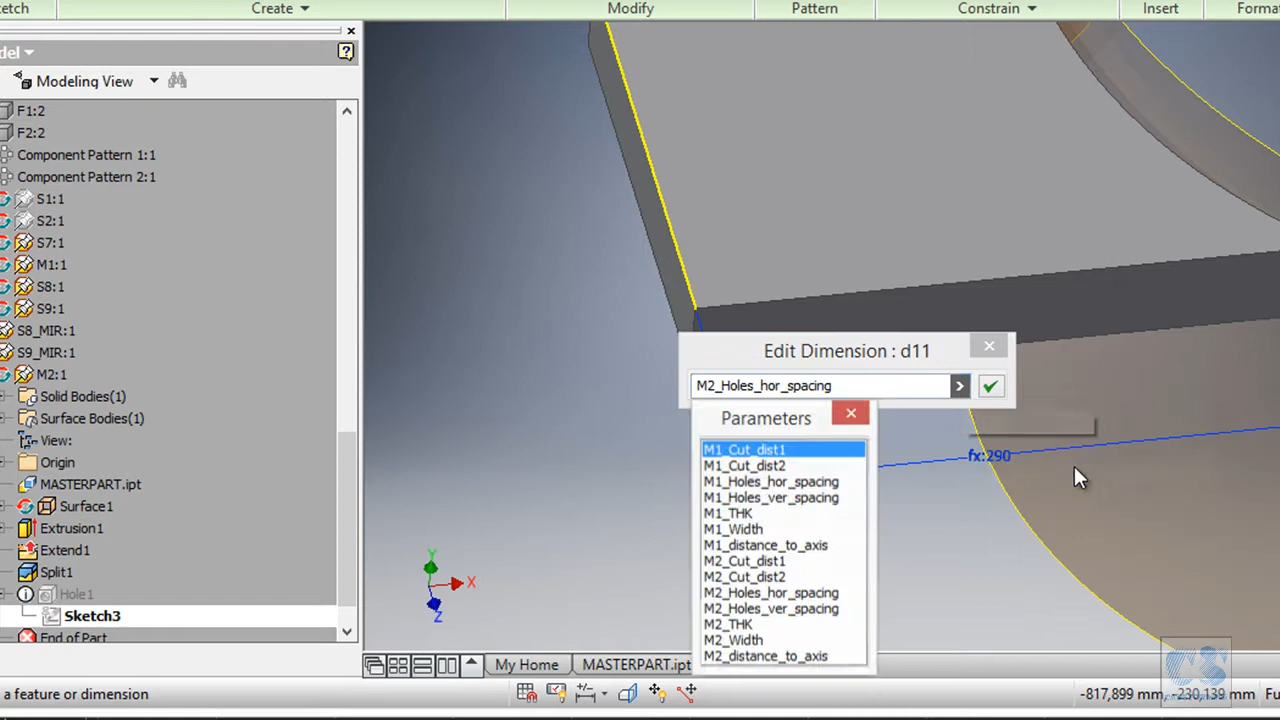 etch
Create
Modify
Pattern
Constrain
Insert
Forma
del
Modeling View
F1:2
F2:2
Component Pattern 1:1
Component Pattern 2:1
S1:1
S2:1
S7:1
M1:1
S8:1
S9:1
S8_MIR:1
S9_MIR:1
M2:1
Solid Bodies(1)
Surface Bodies(1)
View:
Origin
MASTERPART.ipt
Surface1
Extrusion1
Extend1
Split1
Hole1
Sketch3
End of Part
Edit Dimension : d11
M2_Holes_hor_spacing
Parameters
M1_Cut_dist1
M1_Cut_dist2
M1_Holes_hor_spacing
M1_Holes_ver_spacing
M1_THK
M1_Width
M1_distance_to_axis
M2_Cut_dist1
M2_Cut_dist2
M2_Holes_hor_spacing
M2_Holes_ver_spacing
M2_THK
M2_Width
M2_distance_to_axis
fx:290
Y
X
Z
My Home
MASTERPART.ipt
a feature or dimension
-817,899 mm, -230,139 mm
Fu